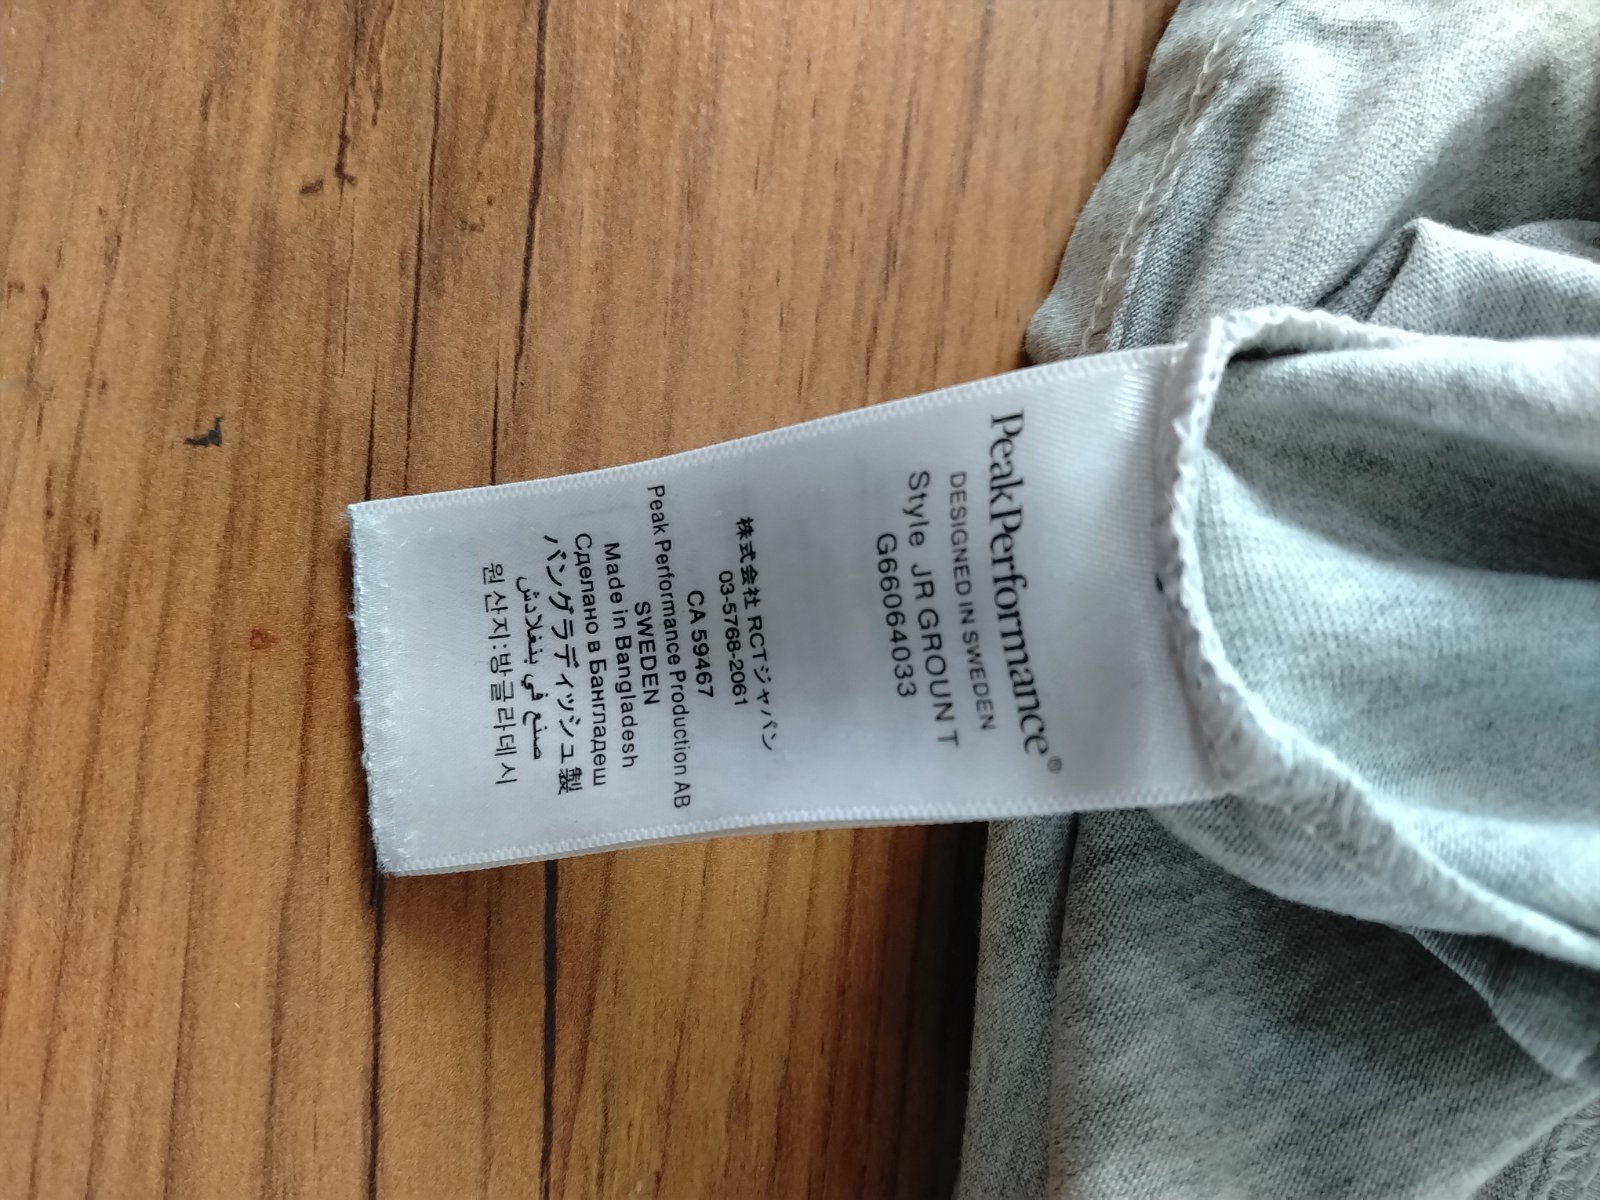 PeakPerformance®
DESIGNED IN SWEDEN
Style JR GROUN T
G66064033
株式会社 RCTジャパン
03-5768-2061
CA 59467
Peak Performance Production AB
SWEDEN
Made in Bangladesh
Сделано в Бангладеш
バングラディッシュ製
صنع في بنغلادش
원산지:방글라데시